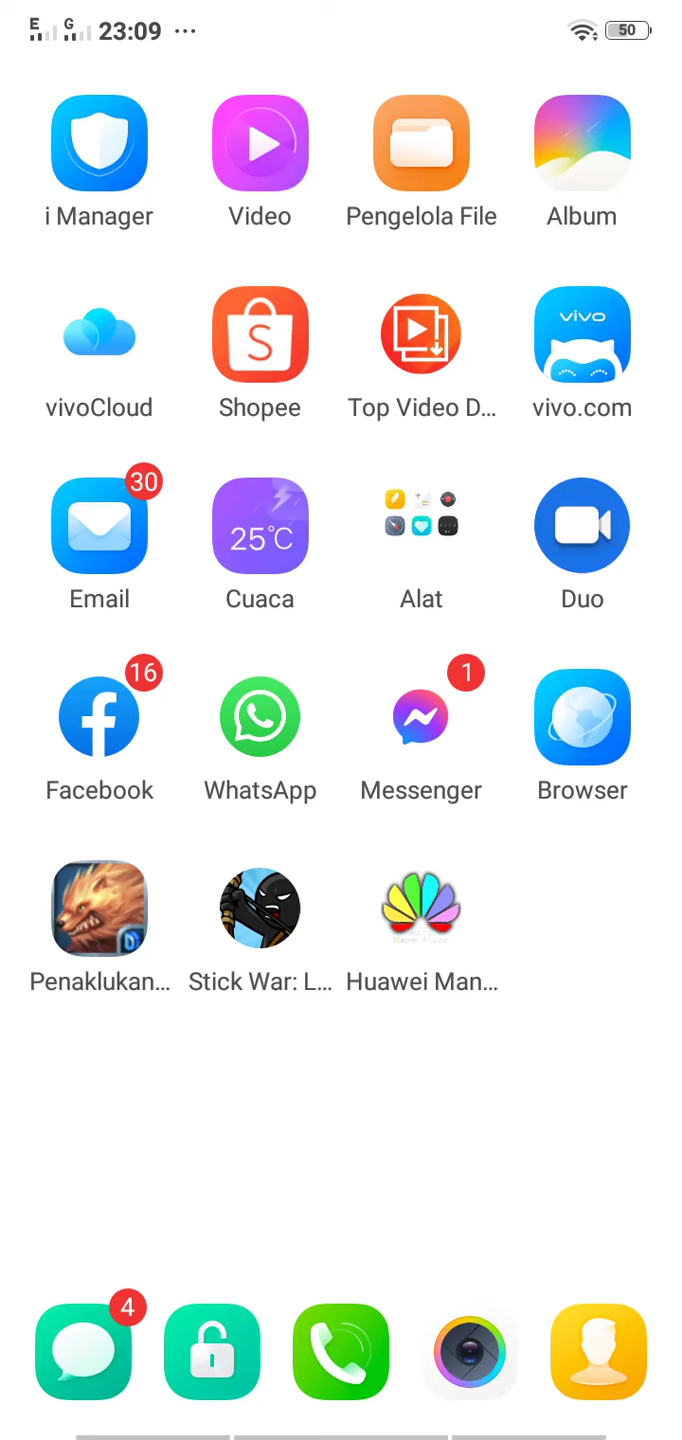 E G 23:09 ... 50
i Manager Video Pengelola File Album
vivo
vivoCloud Shopee Top Video D... vivo.com
30
25°C
Email Cuaca Alat Duo
16 1
Facebook WhatsApp Messenger Browser
Penaklukan... Stick War: L... Huawei Man...
4